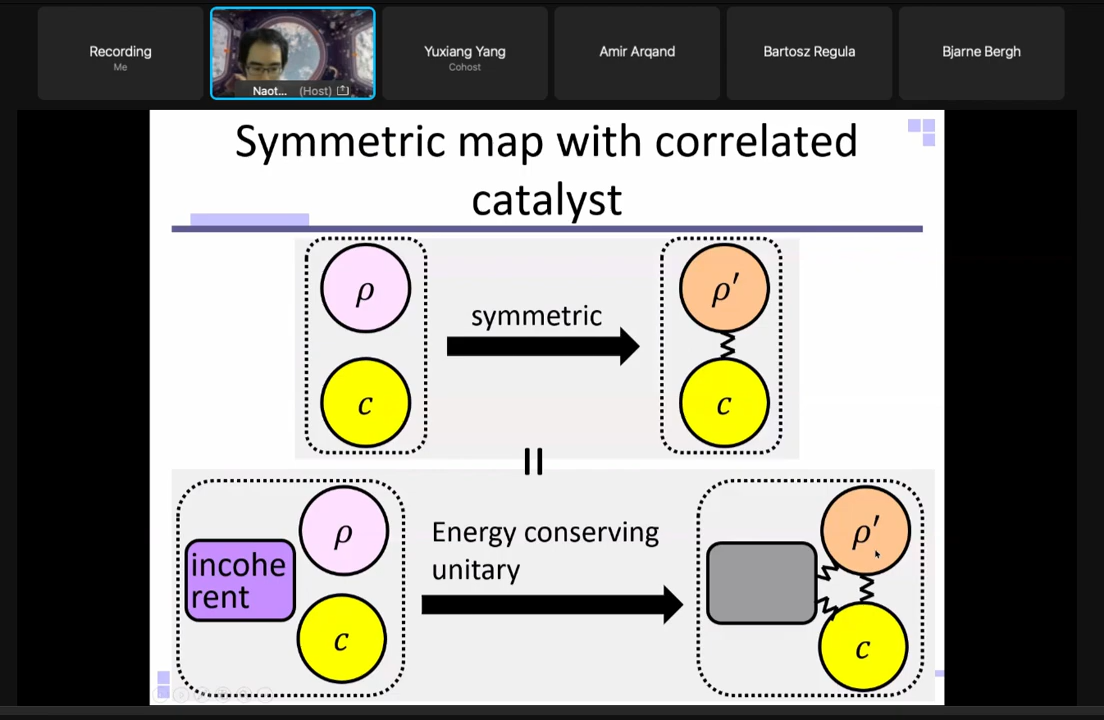 Recording
Me
Naot... (Host)
Yuxiang Yang
Cohost
Amir Arqand
Bartosz Regula
Bjarne Bergh
Symmetric map with correlated
catalyst
ρ
symmetric
ρ′
c
c
=
incohe
rent
ρ
Energy conserving
unitary
ρ′
c
c